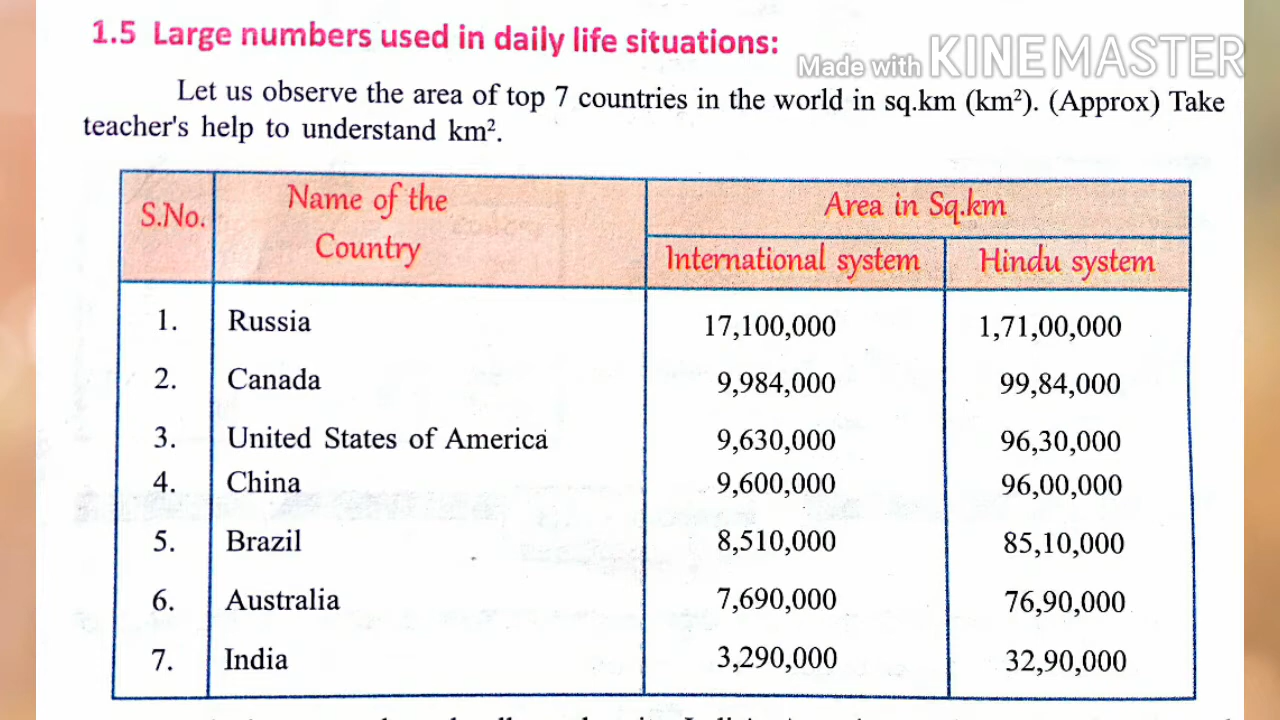 1.5 Large numbers used in daily life situations:
Made with KINEMASTER
Let us observe the area of top 7 countries in the world in sq.km (km²). (Approx) Take
teacher's help to understand km².
S.No. Name of the Country Area in Sq.km
International system Hindu system
1. Russia 17,100,000 1,71,00,000
2. Canada 9,984,000 99,84,000
3. United States of America 9,630,000 96,30,000
4. China 9,600,000 96,00,000
5. Brazil 8,510,000 85,10,000
6. Australia 7,690,000 76,90,000
7. India 3,290,000 32,90,000